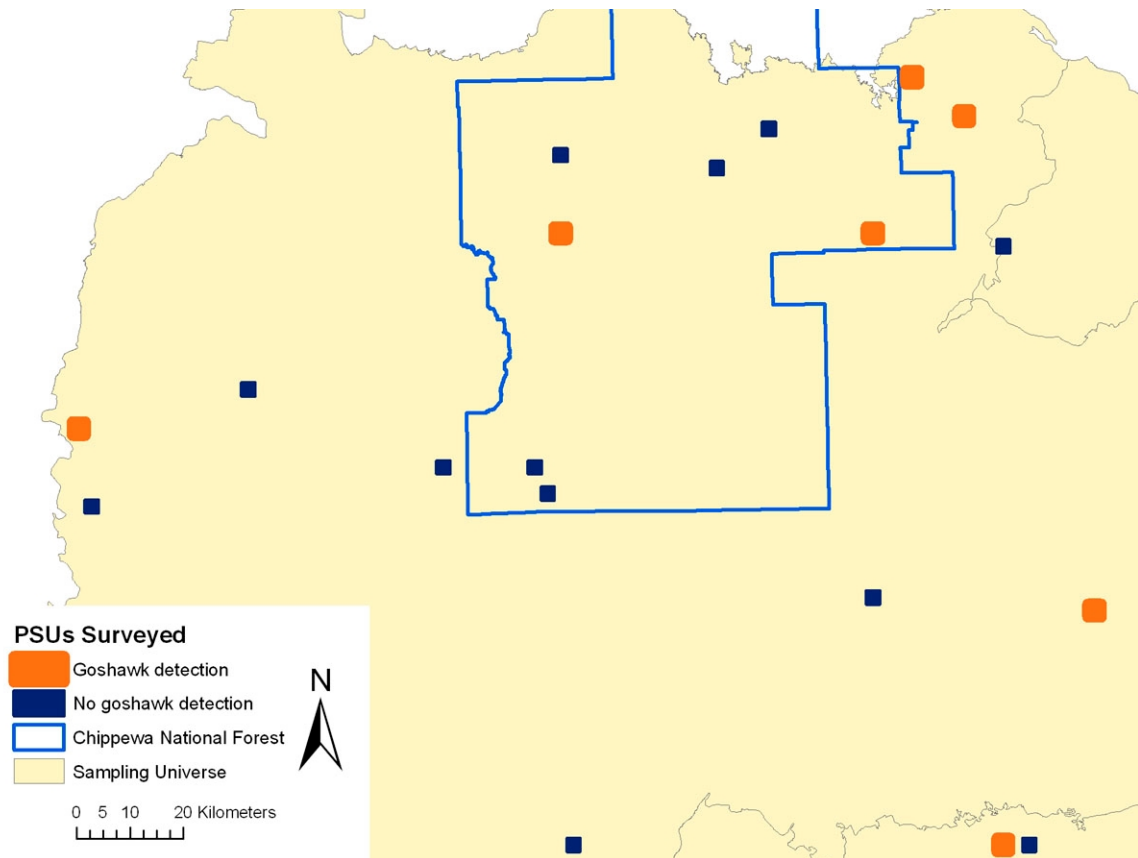 PSUs Surveyed
Goshawk detection
No goshawk detection
Chippewa National Forest
Sampling Universe
N
0 5 10 20 Kilometers